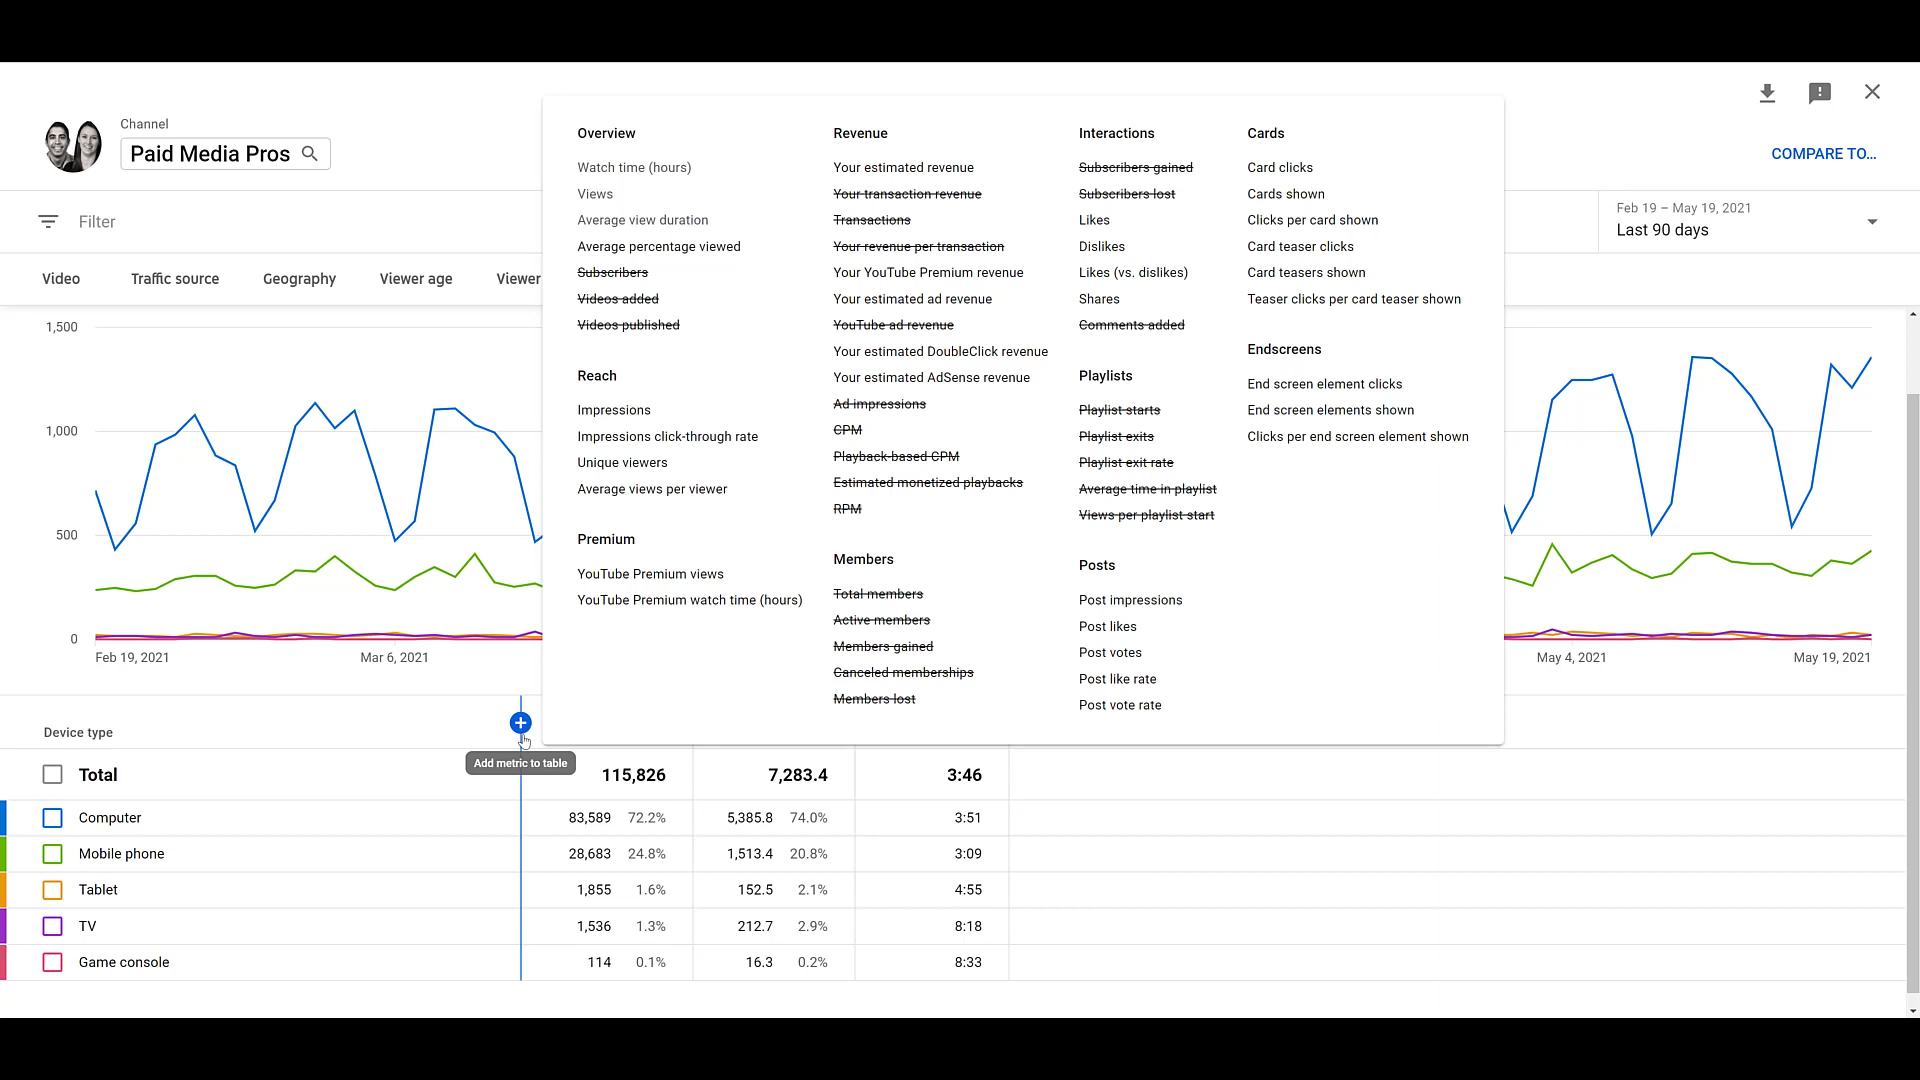 Channel
Paid Media Pros
COMPARE TO...
Filter
Feb 19 – May 19, 2021
Last 90 days
Video
Traffic source
Geography
Viewer age
Viewer
Overview
Watch time (hours)
Views
Average view duration
Average percentage viewed
Subscribers
Videos added
Videos published
Reach
Impressions
Impressions click-through rate
Unique viewers
Average views per viewer
Premium
YouTube Premium views
YouTube Premium watch time (hours)
Revenue
Your estimated revenue
Your transaction revenue
Transactions
Your revenue per transaction
Your YouTube Premium revenue
Your estimated ad revenue
YouTube ad revenue
Your estimated DoubleClick revenue
Your estimated AdSense revenue
Ad impressions
CPM
Playback-based CPM
Estimated monetized playbacks
RPM
Members
Total members
Active members
Members gained
Canceled memberships
Members lost
Interactions
Subscribers gained
Subscribers lost
Likes
Dislikes
Likes (vs. dislikes)
Shares
Comments added
Playlists
Playlist starts
Playlist exits
Playlist exit rate
Average time in playlist
Views per playlist start
Posts
Post impressions
Post likes
Post votes
Post like rate
Post vote rate
Cards
Card clicks
Cards shown
Clicks per card shown
Card teaser clicks
Card teasers shown
Teaser clicks per card teaser shown
Endscreens
End screen element clicks
End screen elements shown
Clicks per end screen element shown
1,500
1,000
500
0
Feb 19, 2021
Mar 6, 2021
May 4, 2021
May 19, 2021
Device type
Add metric to table
Total 115,826 7,283.4 3:46
Computer 83,589 72.2% 5,385.8 74.0% 3:51
Mobile phone 28,683 24.8% 1,513.4 20.8% 3:09
Tablet 1,855 1.6% 152.5 2.1% 4:55
TV 1,536 1.3% 212.7 2.9% 8:18
Game console 114 0.1% 16.3 0.2% 8:33